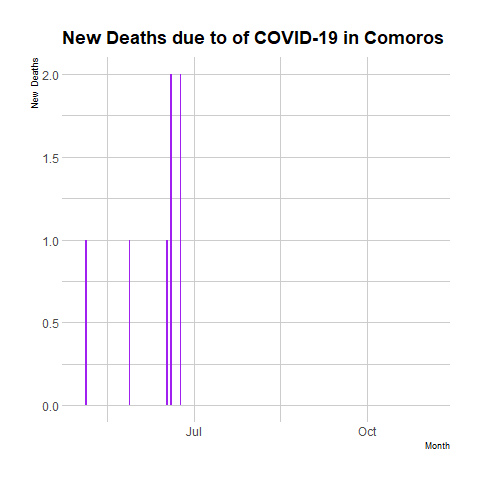 New Deaths due to of COVID-19 in Comoros
New Deaths
2.0
1.5
1.0
0.5
0.0
Jul
Oct
Month